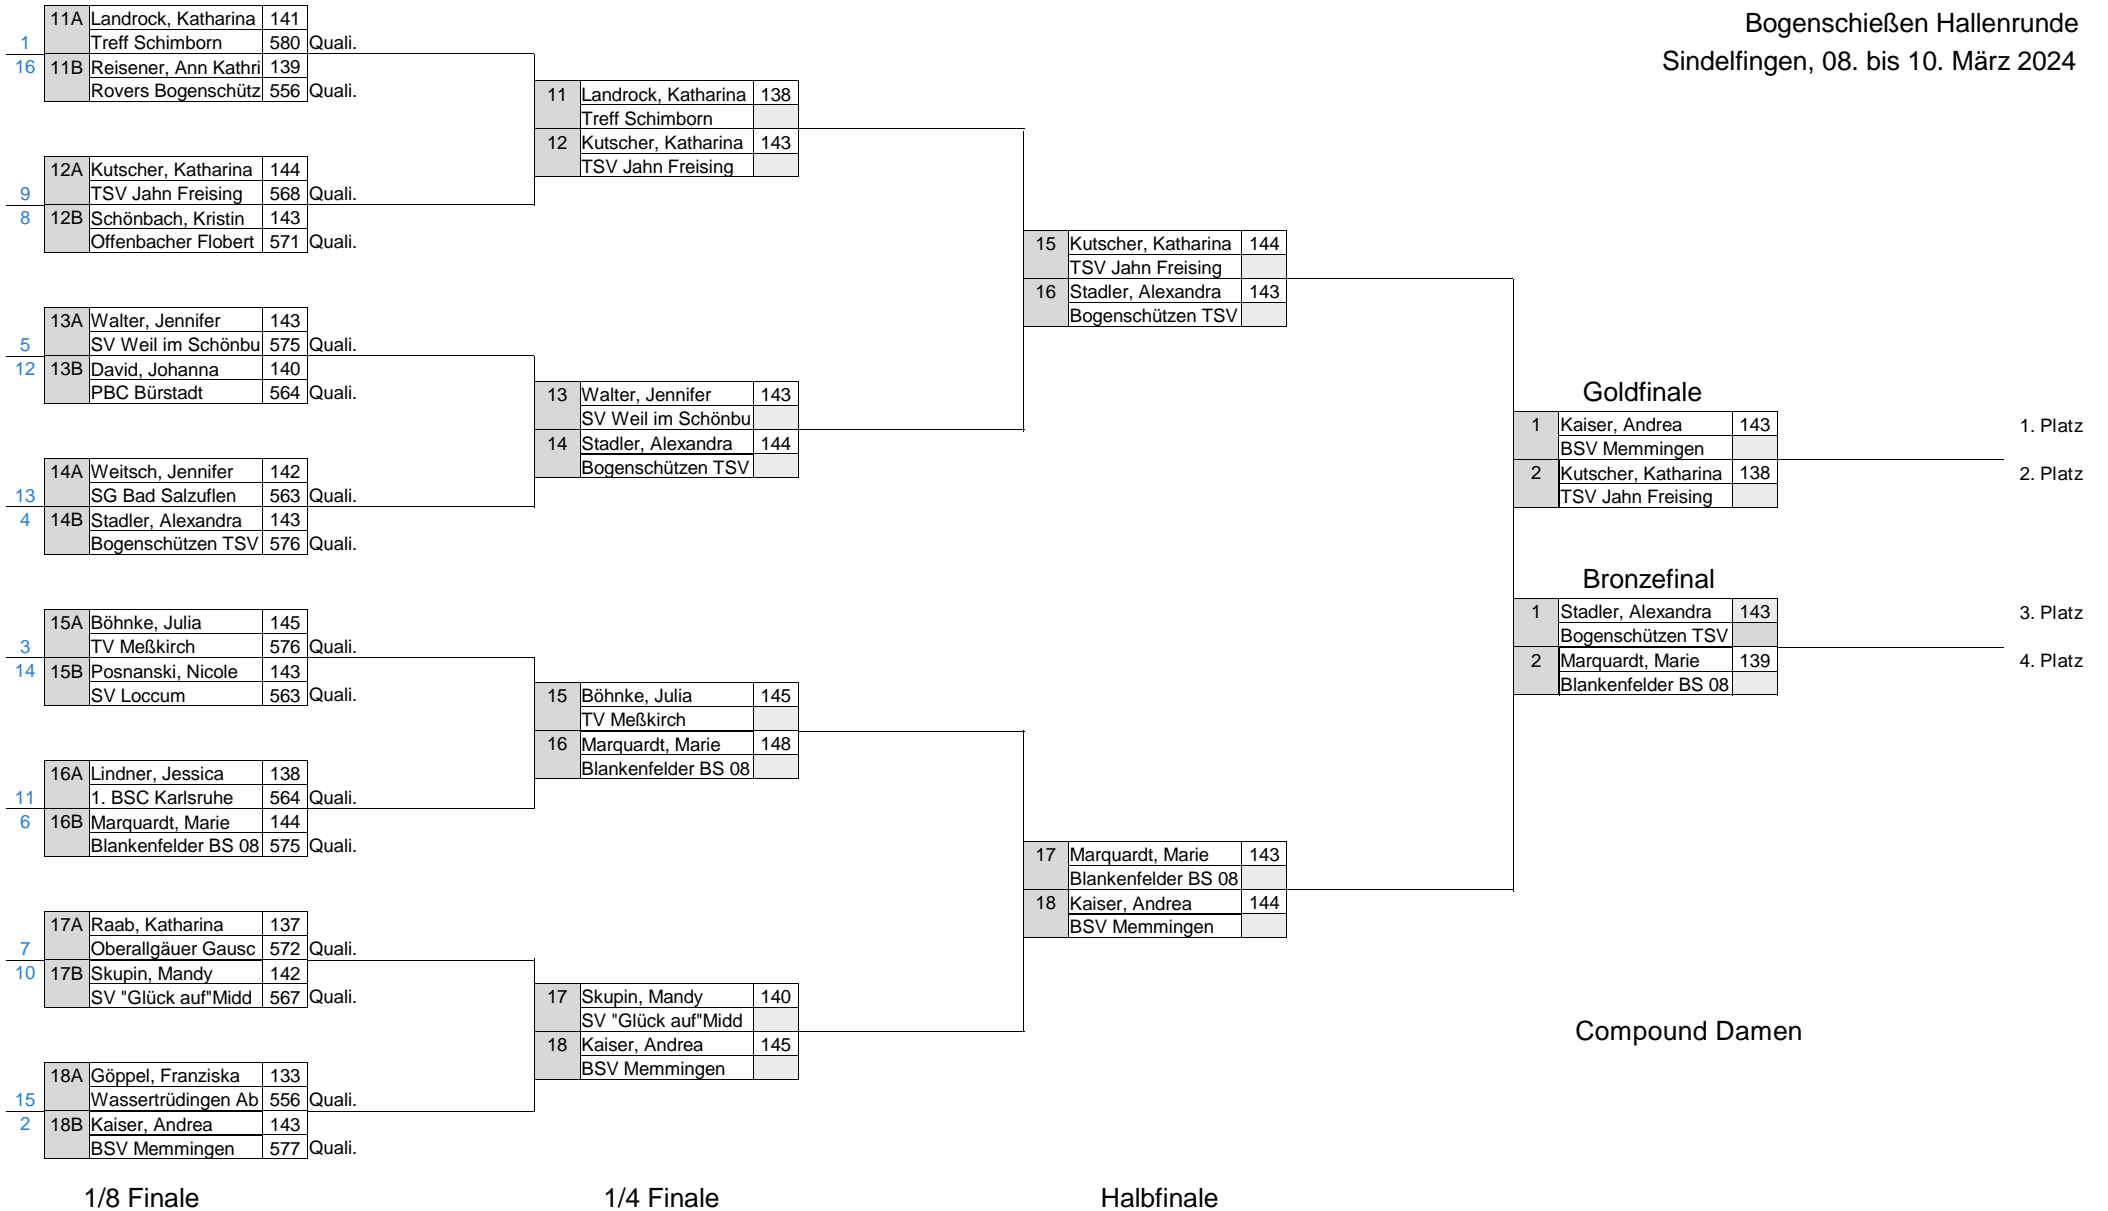 Bogenschießen Hallenrunde
Sindelfingen, 08. bis 10. März 2024
11A Landrock, Katharina 141
1 Treff Schimborn 580 Quali.
16 11B Reisener, Ann Kathri 139
Rovers Bogenschütz 556 Quali.
12A Kutscher, Katharina 144
9 TSV Jahn Freising 568 Quali.
8 12B Schönbach, Kristin 143
Offenbacher Flobert 571 Quali.
13A Walter, Jennifer 143
5 SV Weil im Schönbu 575 Quali.
12 13B David, Johanna 140
PBC Bürstadt 564 Quali.
14A Weitsch, Jennifer 142
13 SG Bad Salzuflen 563 Quali.
4 14B Stadler, Alexandra 143
Bogenschützen TSV 576 Quali.
15A Böhnke, Julia 145
3 TV Meßkirch 576 Quali.
14 15B Posnanski, Nicole 143
SV Loccum 563 Quali.
16A Lindner, Jessica 138
11 1. BSC Karlsruhe 564 Quali.
6 16B Marquardt, Marie 144
Blankenfelder BS 08 575 Quali.
17A Raab, Katharina 137
7 Oberallgäuer Gausc 572 Quali.
10 17B Skupin, Mandy 142
SV "Glück auf"Midd 567 Quali.
18A Göppel, Franziska 133
15 Wassertrüdingen Ab 556 Quali.
2 18B Kaiser, Andrea 143
BSV Memmingen 577 Quali.
1/8 Finale
11 Landrock, Katharina 138
Treff Schimborn
12 Kutscher, Katharina 143
TSV Jahn Freising
13 Walter, Jennifer 143
SV Weil im Schönbu
14 Stadler, Alexandra 144
Bogenschützen TSV
15 Böhnke, Julia 145
TV Meßkirch
16 Marquardt, Marie 148
Blankenfelder BS 08
17 Skupin, Mandy 140
SV "Glück auf"Midd
18 Kaiser, Andrea 145
BSV Memmingen
1/4 Finale
15 Kutscher, Katharina 144
TSV Jahn Freising
16 Stadler, Alexandra 143
Bogenschützen TSV
17 Marquardt, Marie 143
Blankenfelder BS 08
18 Kaiser, Andrea 144
BSV Memmingen
Halbfinale
Goldfinale
1 Kaiser, Andrea 143 1. Platz
BSV Memmingen
2 Kutscher, Katharina 138 2. Platz
TSV Jahn Freising
Bronzefinal
1 Stadler, Alexandra 143 3. Platz
Bogenschützen TSV
2 Marquardt, Marie 139 4. Platz
Blankenfelder BS 08
Compound Damen